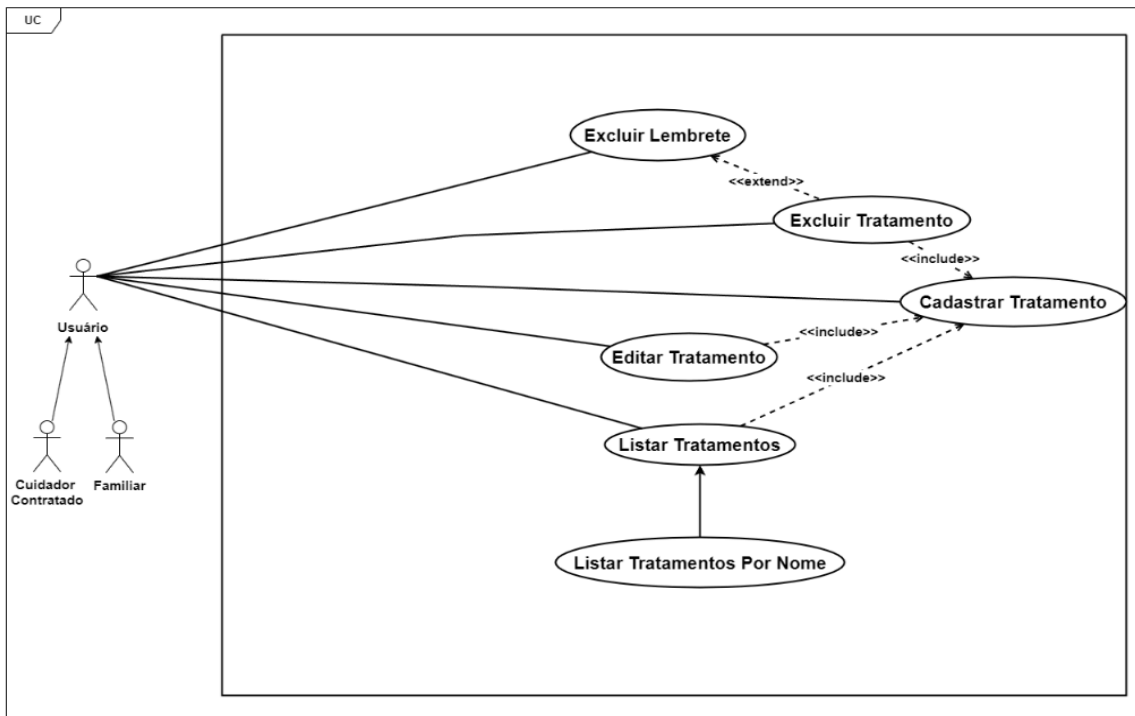 UC
Excluir Lembrete
<<extend>>
Excluir Tratamento
<<include>>
Cadastrar Tratamento
Usuário
<<include>>
Editar Tratamento
<<include>>
Listar Tratamentos
Cuidador
Contratado
Familiar
Listar Tratamentos Por Nome